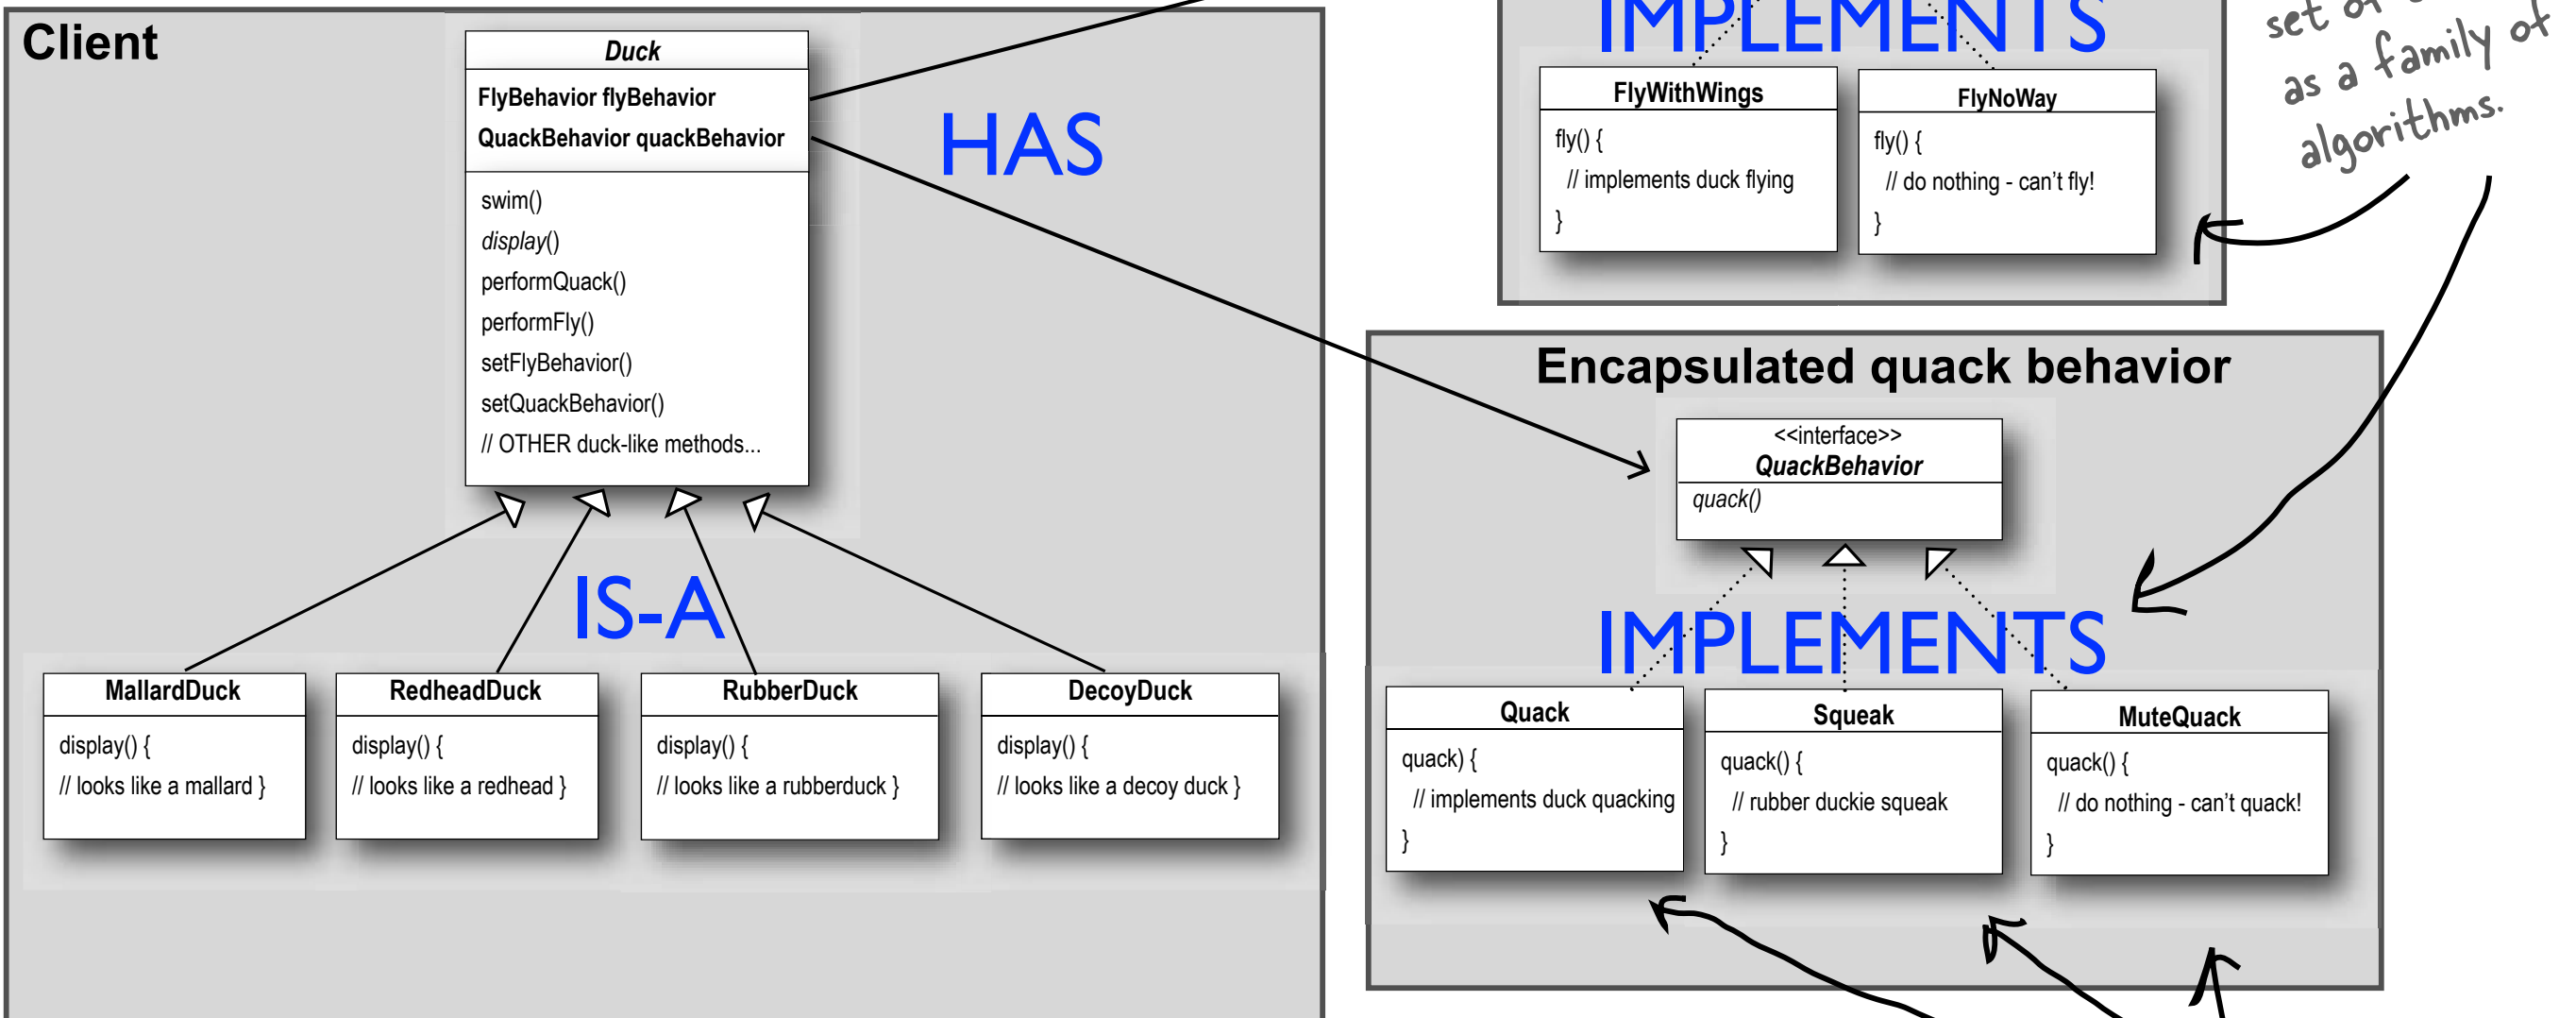 Client
Duck
FlyBehavior flyBehavior
QuackBehavior quackBehavior
swim()
display()
performQuack()
performFly()
setFlyBehavior()
setQuackBehavior()
// OTHER duck-like methods...
HAS
IS-A
MallardDuck
display() {
// looks like a mallard }
RedheadDuck
display() {
// looks like a redhead }
RubberDuck
display() {
// looks like a rubberduck }
DecoyDuck
display() {
// looks like a decoy duck }
IMPLEMENTS
FlyWithWings
fly() {
// implements duck flying
}
FlyNoWay
fly() {
// do nothing - can't fly!
}
set of
as a family of
algorithms.
Encapsulated quack behavior
<<interface>>
QuackBehavior
quack()
IMPLEMENTS
Quack
quack) {
// implements duck quacking
}
Squeak
quack() {
// rubber duckie squeak
}
MuteQuack
quack() {
// do nothing - can't quack!
}